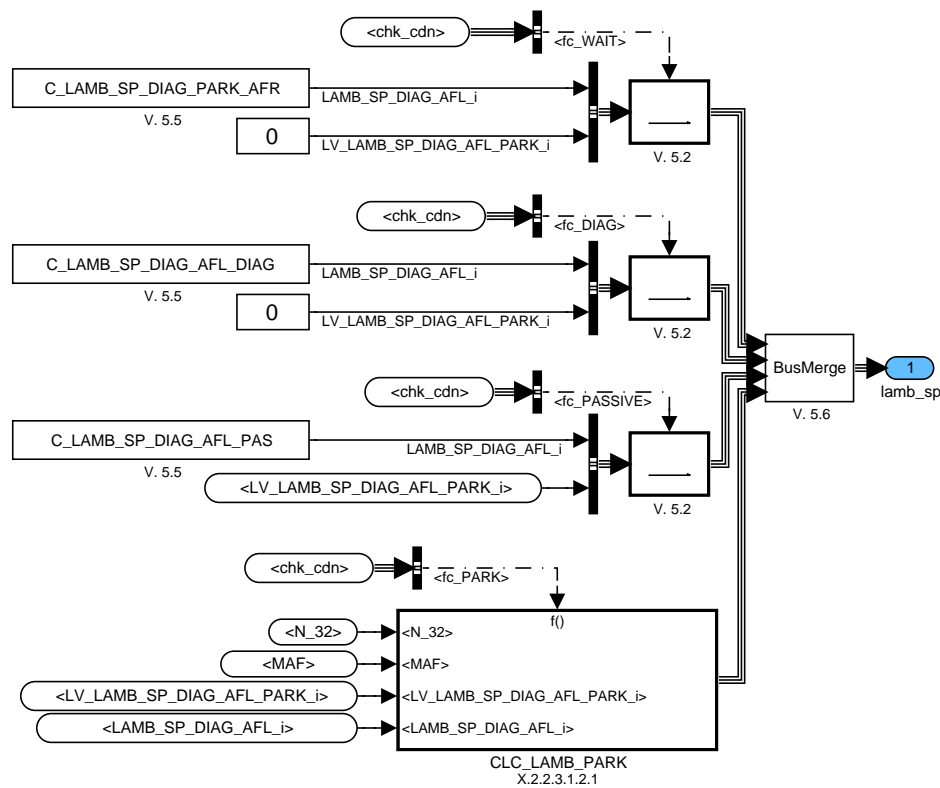 <chk_cdn>
<fc_WAIT>
C_LAMB_SP_DIAG_PARK_AFR
LAMB_SP_DIAG_AFL_i
V. 5.5
0
LV_LAMB_SP_DIAG_AFL_PARK_i
V. 5.2
<chk_cdn>
<fc_DIAG>
C_LAMB_SP_DIAG_AFL_DIAG
LAMB_SP_DIAG_AFL_i
V. 5.5
0
LV_LAMB_SP_DIAG_AFL_PARK_i
V. 5.2
BusMerge
V. 5.6
1
lamb_sp
<chk_cdn>
<fc_PASSIVE>
C_LAMB_SP_DIAG_AFL_PAS
LAMB_SP_DIAG_AFL_i
V. 5.5
<LV_LAMB_SP_DIAG_AFL_PARK_i>
V. 5.2
<chk_cdn>
<fc_PARK>
f()
<N_32>
<N_32>
<MAF>
<MAF>
<LV_LAMB_SP_DIAG_AFL_PARK_i>
<LV_LAMB_SP_DIAG_AFL_PARK_i>
<LAMB_SP_DIAG_AFL_i>
<LAMB_SP_DIAG_AFL_i>
CLC_LAMB_PARK
X.2.2.3.1.2.1